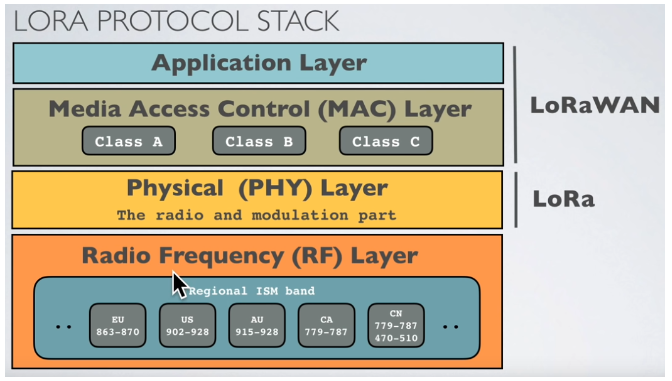 LORA PROTOCOL STACK
Application Layer
Media Access Control (MAC) Layer
Class A
Class B
Class C
LoRaWAN
Physical (PHY) Layer
The radio and modulation part
LoRa
Radio Frequency (RF) Layer
Regional ISM band
..
EU
863-870
US
902-928
AU
915-928
CA
779-787
CN
779-787
470-510
..